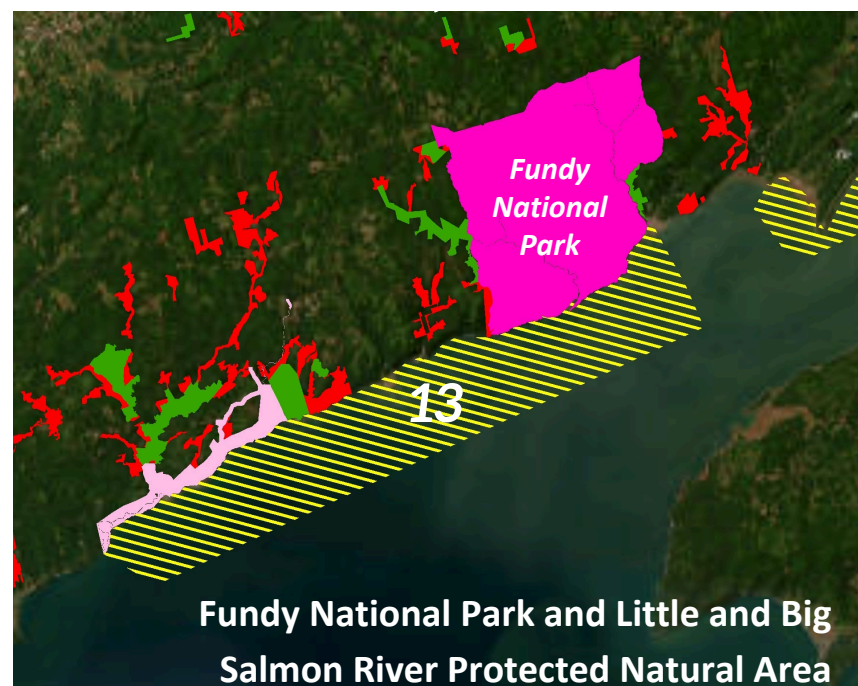 Fundy
National
Park
13
Fundy National Park and Little and Big
Salmon River Protected Natural Area